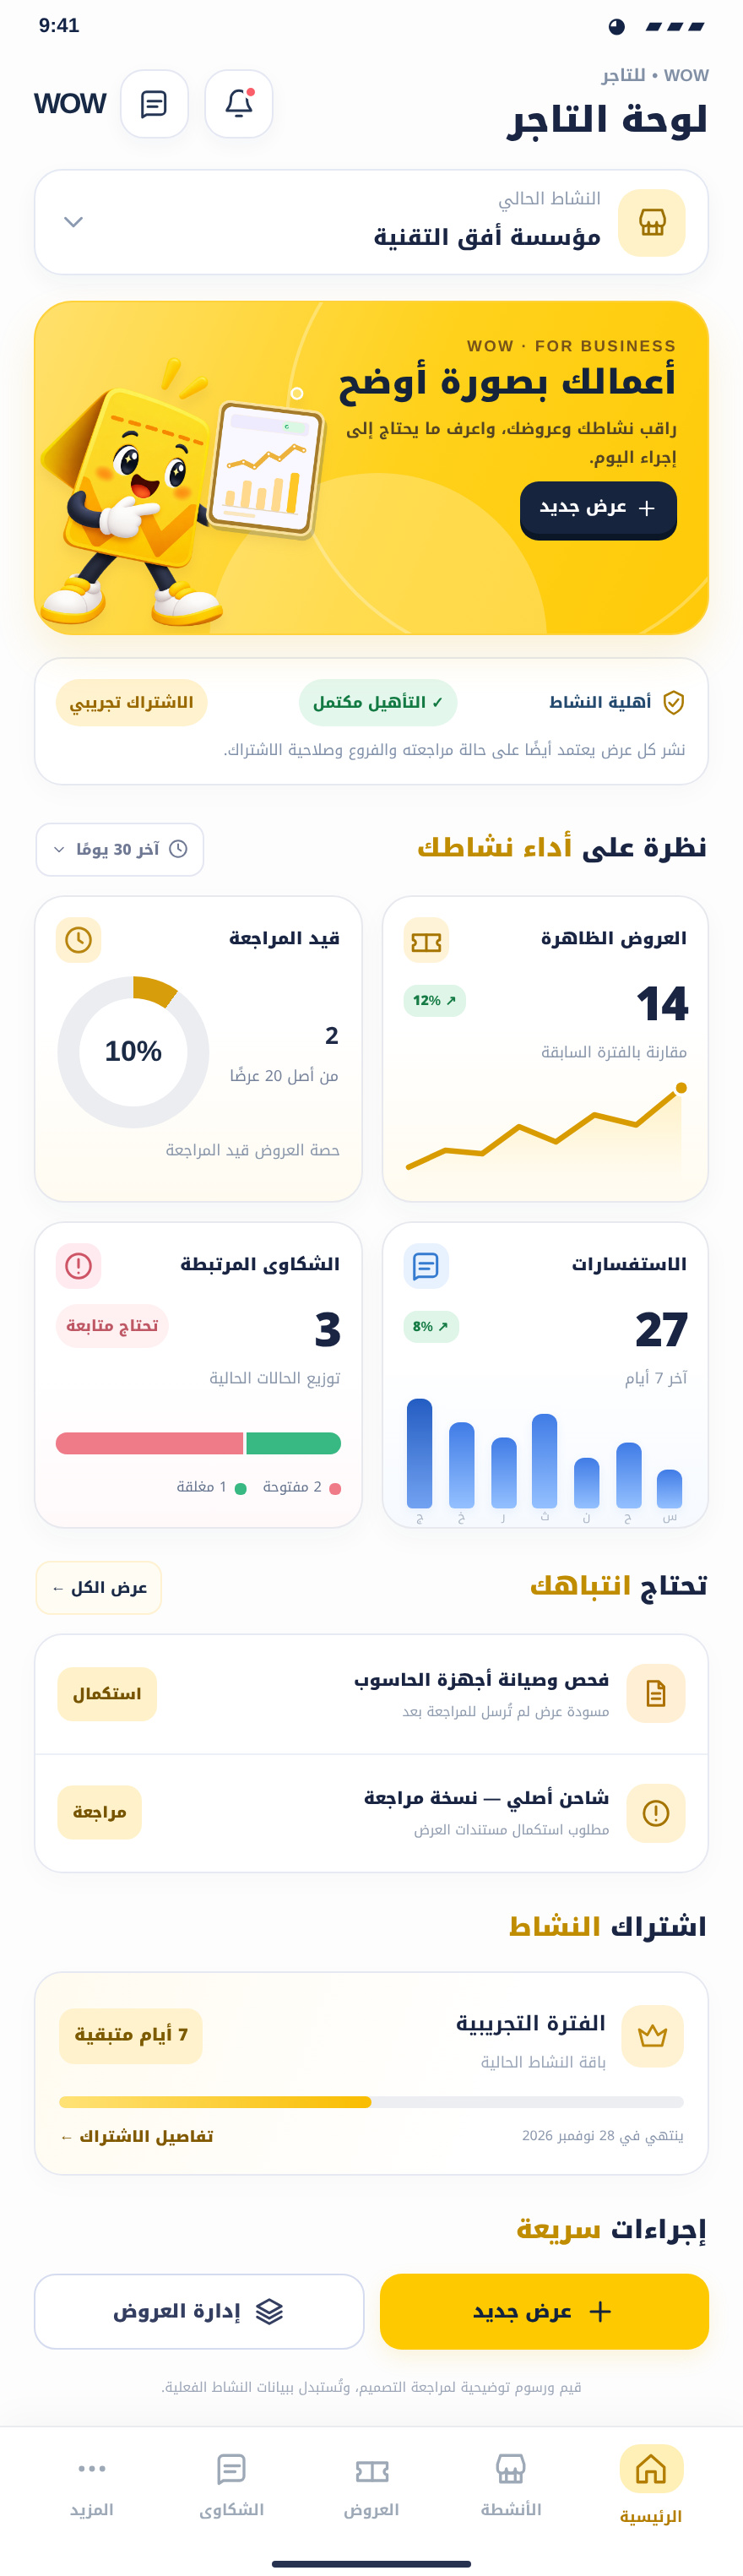 9:41
WOW • للتاجر
لوحة التاجر
WOW
النشاط الحالي
مؤسسة أفق التقنية
WOW · FOR BUSINESS
أعمالك بصورة أوضح
راقب نشاطك وعروضك، واعرف ما يحتاج إلى
إجراء اليوم.
عرض جديد
أهلية النشاط
✓ التأهيل مكتمل
الاشتراك تجريبي
نشر كل عرض يعتمد أيضًا على حالة مراجعته والفروع وصلاحية الاشتراك.
نظرة على أداء نشاطك
آخر 30 يومًا
العروض الظاهرة
14
↗ 12%
مقارنة بالفترة السابقة
قيد المراجعة
10%
2
من أصل 20 عرضًا
حصة العروض قيد المراجعة
الاستفسارات
27
↗ 8%
آخر 7 أيام
س
ح
ن
ث
ر
خ
ج
الشكاوى المرتبطة
3
تحتاج متابعة
توزيع الحالات الحالية
2 مفتوحة
1 مغلقة
تحتاج انتباهك
عرض الكل ←
فحص وصيانة أجهزة الحاسوب
مسودة عرض لم تُرسل للمراجعة بعد
استكمال
شاحن أصلي — نسخة مراجعة
مطلوب استكمال مستندات العرض
مراجعة
اشتراك النشاط
الفترة التجريبية
باقة النشاط الحالية
7 أيام متبقية
ينتهي في 28 نوفمبر 2026
تفاصيل الاشتراك ←
إجراءات سريعة
عرض جديد
إدارة العروض
قيم ورسوم توضيحية لمراجعة التصميم، وتُستبدل ببيانات النشاط الفعلية.
الرئيسية
الأنشطة
العروض
الشكاوى
المزيد